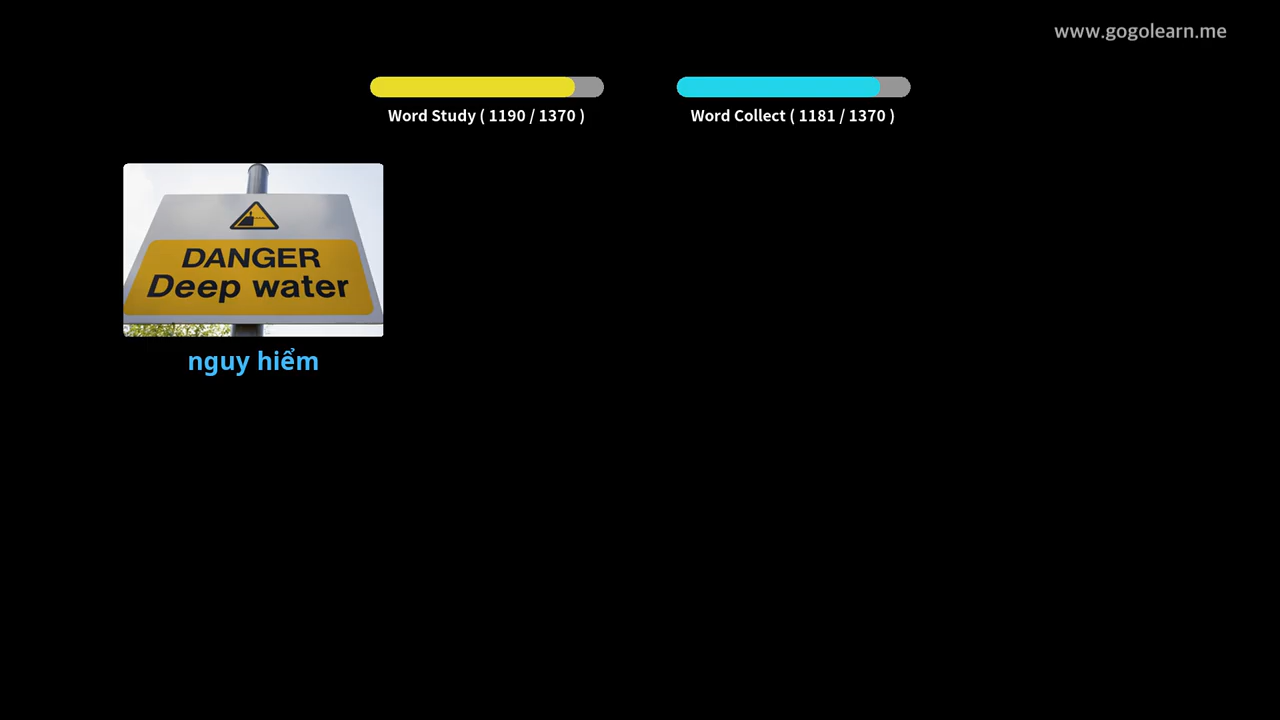 www.gogolearn.me
Word Study ( 1190 / 1370 )
Word Collect ( 1181 / 1370 )
DANGER
Deep water
nguy hiểm